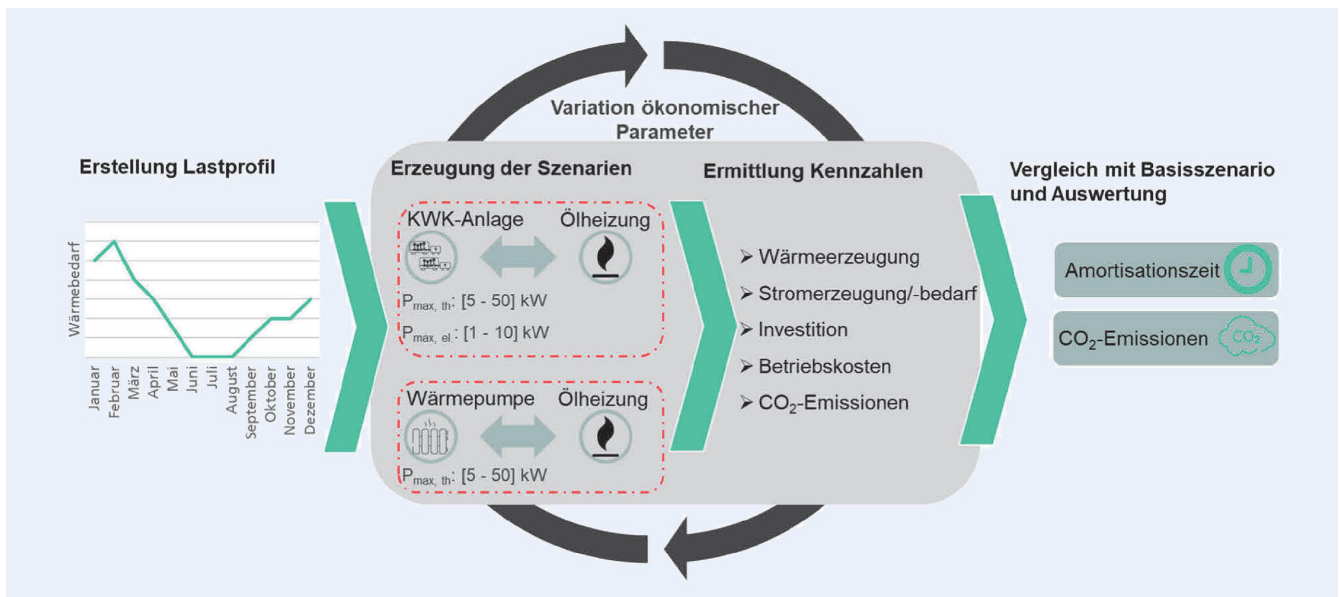 Variation ökonomischer
Parameter
Erstellung Lastprofil
Wärmebedarf
Januar
Februar
März
April
Mai
Juni
Juli
August
September
Oktober
November
Dezember
Erzeugung der Szenarien
KWK-Anlage
Ölheizung
Pmax, th: [5 - 50] kW
Pmax, el.: [1 - 10] kW
Wärmepumpe
Ölheizung
Pmax, th: [5 - 50] kW
Ermittlung Kennzahlen
➢ Wärmeerzeugung
➢ Stromerzeugung/-bedarf
➢ Investition
➢ Betriebskosten
➢ CO₂-Emissionen
Vergleich mit Basisszenario
und Auswertung
Amortisationszeit
CO₂-Emissionen
CO₂